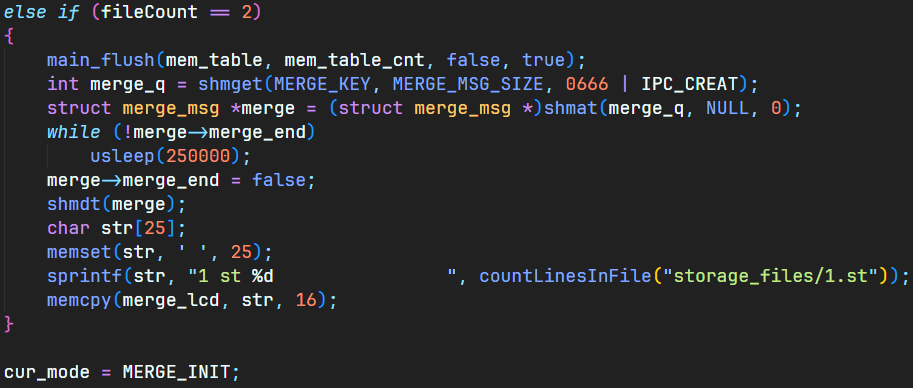 else if (fileCount == 2)
{
    main_flush(mem_table, mem_table_cnt, false, true);
    int merge_q = shmget(MERGE_KEY, MERGE_MSG_SIZE, 0666 | IPC_CREAT);
    struct merge_msg *merge = (struct merge_msg *)shmat(merge_q, NULL, 0);
    while (!merge->merge_end)
        usleep(250000);
    merge->merge_end = false;
    shmdt(merge);
    char str[25];
    memset(str, ' ', 25);
    sprintf(str, "1 st %d                ", countLinesInFile("storage_files/1.st"));
    memcpy(merge_lcd, str, 16);
}

cur_mode = MERGE_INIT;